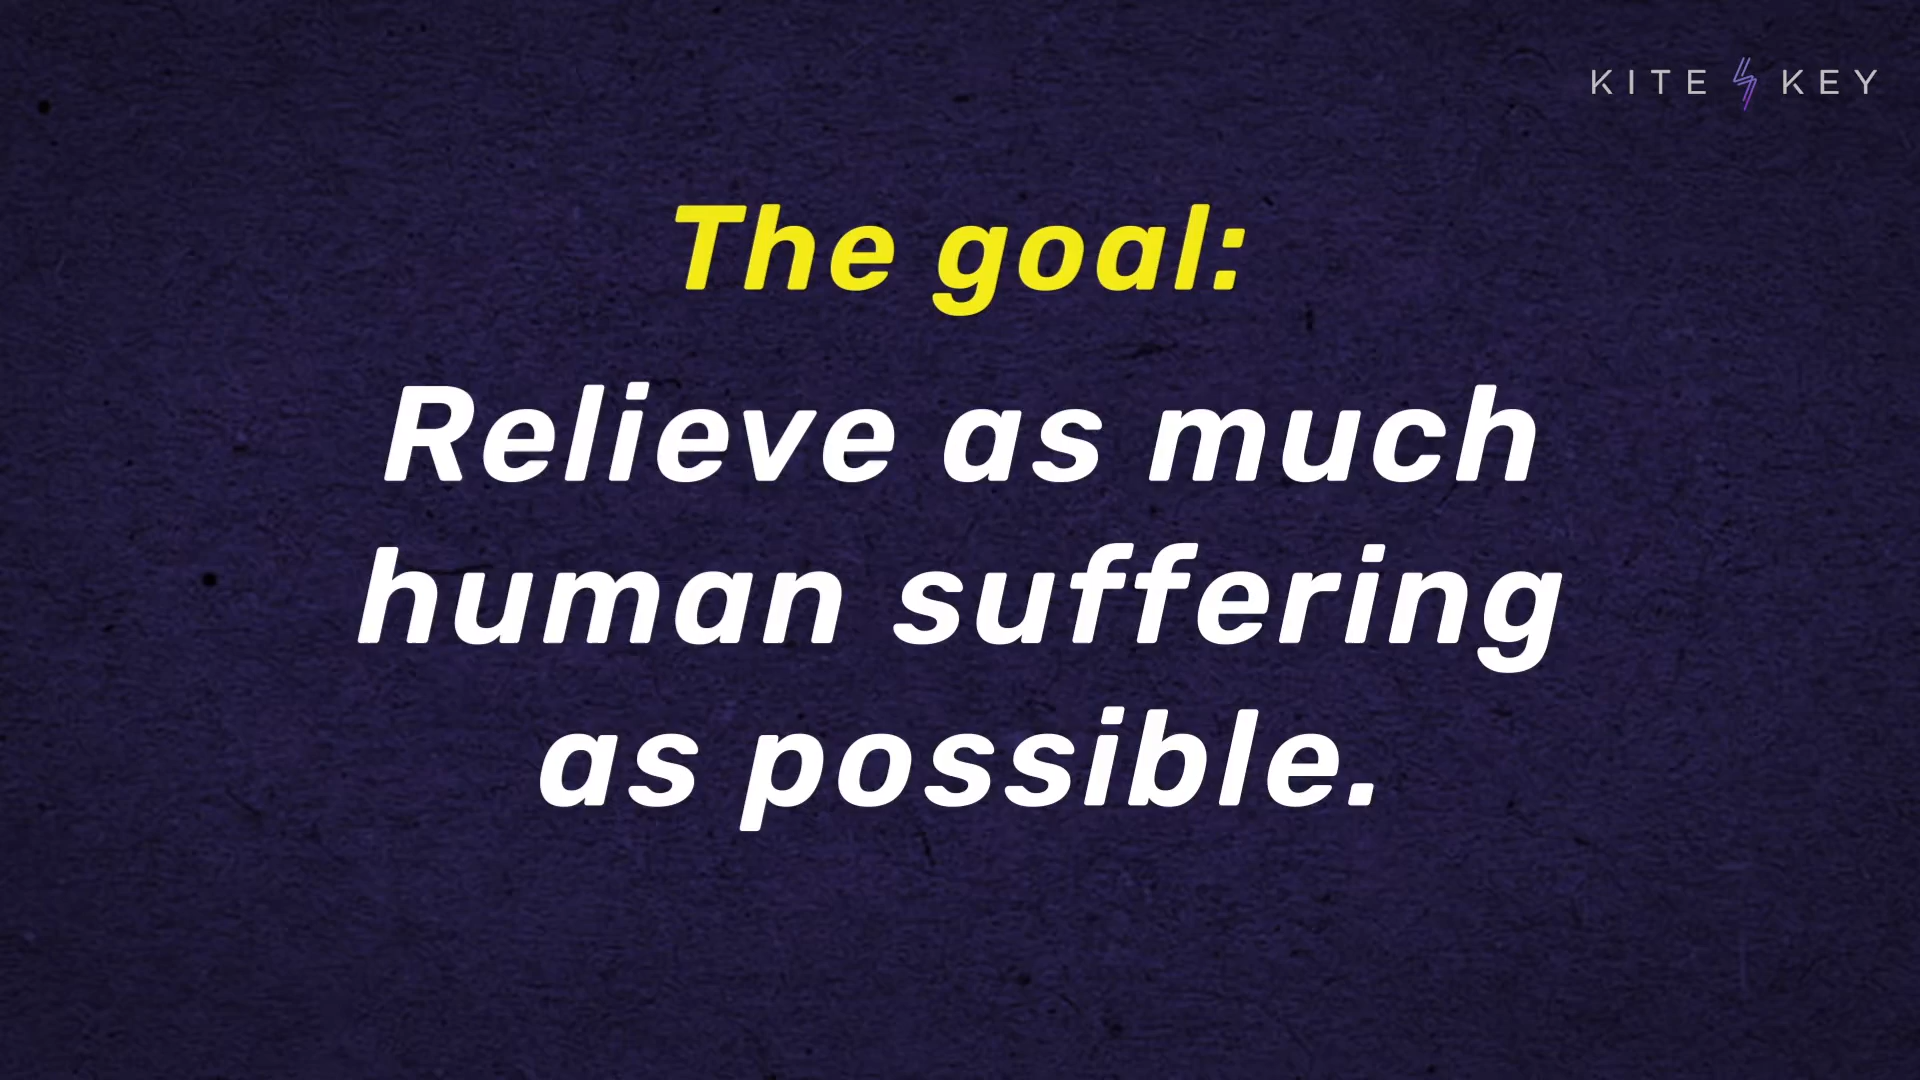 KITE KEY
The goal:
Relieve as much
human suffering
as possible.